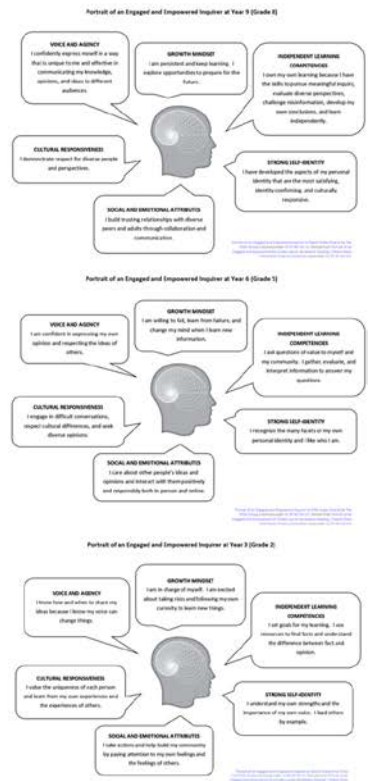 Portrait of an Engaged and Empowered Inquirer at Year 9 (Grade 8)
VOICE AND AGENCY
I confidently express myself in a way
that is unique to me and effective in
communicating my knowledge,
opinions, and ideas to different
audiences.
GROWTH MINDSET
I am persistent and keep learning. I
explore opportunities to prepare for the
future.
INDEPENDENT LEARNING
COMPETENCIES
I own my own learning because I have
the skills to pursue meaningful inquiry,
evaluate diverse perspectives,
challenge misinformation, develop my
own conclusions, and learn
independently.
CULTURAL RESPONSIVENESS
I demonstrate respect for diverse people
and perspectives.
STRONG SELF-IDENTITY
I have developed the aspects of my personal
identity that are the most satisfying,
identity-confirming, and culturally
responsive.
SOCIAL AND EMOTIONAL ATTRIBUTES
I build trusting relationships with diverse
peers and adults through collaboration and
communication.
Portrait of an Engaged and Empowered Inquirer at Year 6 (Grade 5)
VOICE AND AGENCY
I am confident in expressing my own
opinion and respecting the ideas of
others.
GROWTH MINDSET
I am willing to fail, learn from failure, and
change my mind when I learn new
information.
INDEPENDENT LEARNING
COMPETENCIES
I ask questions of value to myself and
my community. I gather, evaluate, and
interpret information to answer my
questions.
CULTURAL RESPONSIVENESS
I engage in difficult conversations,
respect cultural differences, and seek
diverse opinions.
STRONG SELF-IDENTITY
I recognize the many facets of my own
personal identity and I like who I am.
SOCIAL AND EMOTIONAL ATTRIBUTES
I care about other people's ideas and
opinions and interact with them positively
and responsibly both in person and online.
Portrait of an Engaged and Empowered Inquirer at Year 3 (Grade 2)
VOICE AND AGENCY
I know how and when to share my
ideas because I know my voice can
change things.
GROWTH MINDSET
I am in charge of myself. I am excited
about taking risks and following my own
curiosity to learn new things.
INDEPENDENT LEARNING
COMPETENCIES
I set goals for my learning. I use
resources to find facts and understand
the difference between fact and
opinion.
CULTURAL RESPONSIVENESS
I value the uniqueness of each person
and learn from my own experiences and
the experiences of others.
STRONG SELF-IDENTITY
I understand my own strengths and the
importance of my own voice. I lead others
by example.
SOCIAL AND EMOTIONAL ATTRIBUTES
I take actions and help build my community
by paying attention to my own feelings and
the feelings of others.